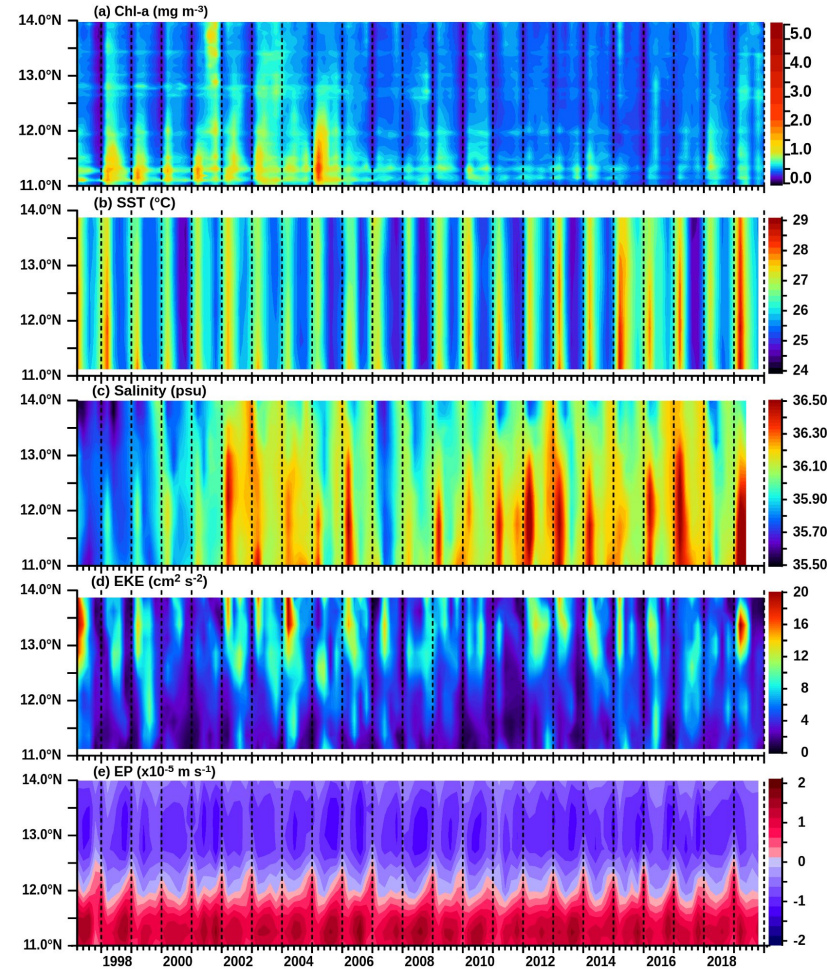 (a) Chl-a (mg m-3)
14.0°N
13.0°N
12.0°N
11.0°N
5.0
4.0
3.0
2.0
1.0
0.0
(b) SST (°C)
14.0°N
13.0°N
12.0°N
11.0°N
29
28
27
26
25
24
(c) Salinity (psu)
14.0°N
13.0°N
12.0°N
11.0°N
36.50
36.30
36.10
35.90
35.70
35.50
(d) EKE (cm2 s-2)
14.0°N
13.0°N
12.0°N
11.0°N
20
16
12
8
4
0
(e) EP (x10-5 m s-1)
14.0°N
13.0°N
12.0°N
11.0°N
2
1
0
-1
-2
1998 2000 2002 2004 2006 2008 2010 2012 2014 2016 2018